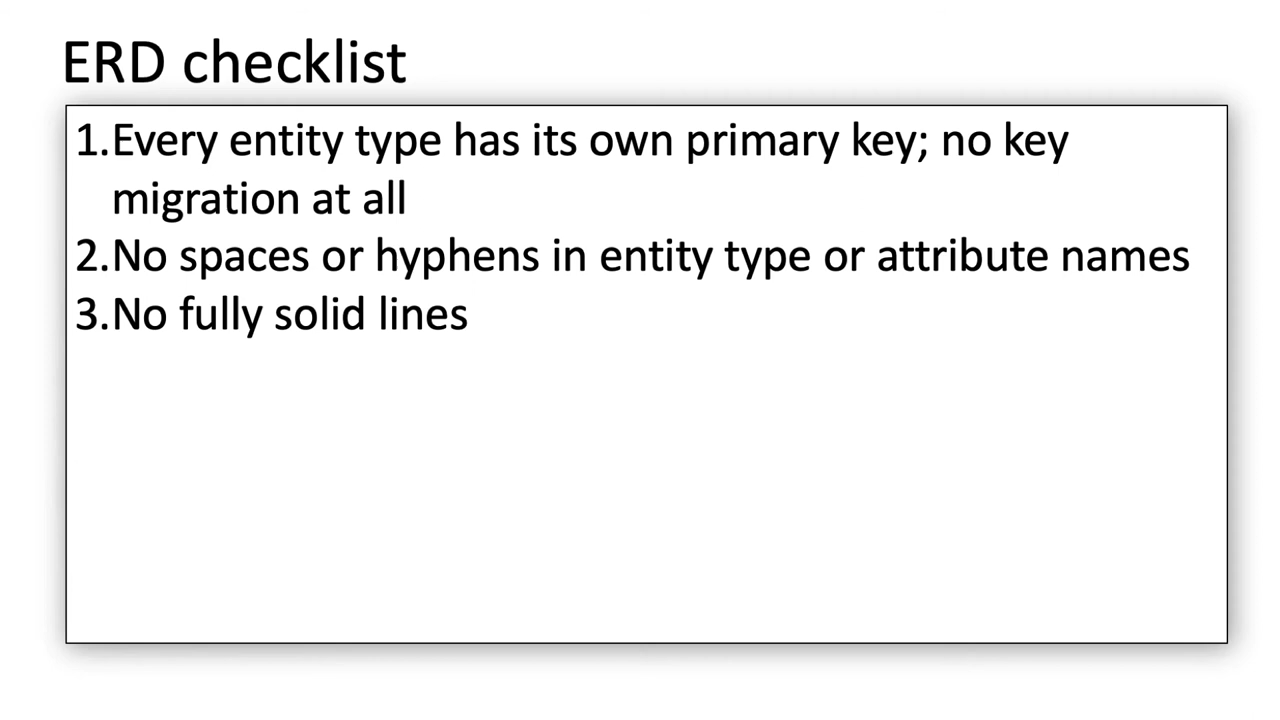 ERD checklist
1.Every entity type has its own primary key; no key
migration at all
2.No spaces or hyphens in entity type or attribute names
3.No fully solid lines